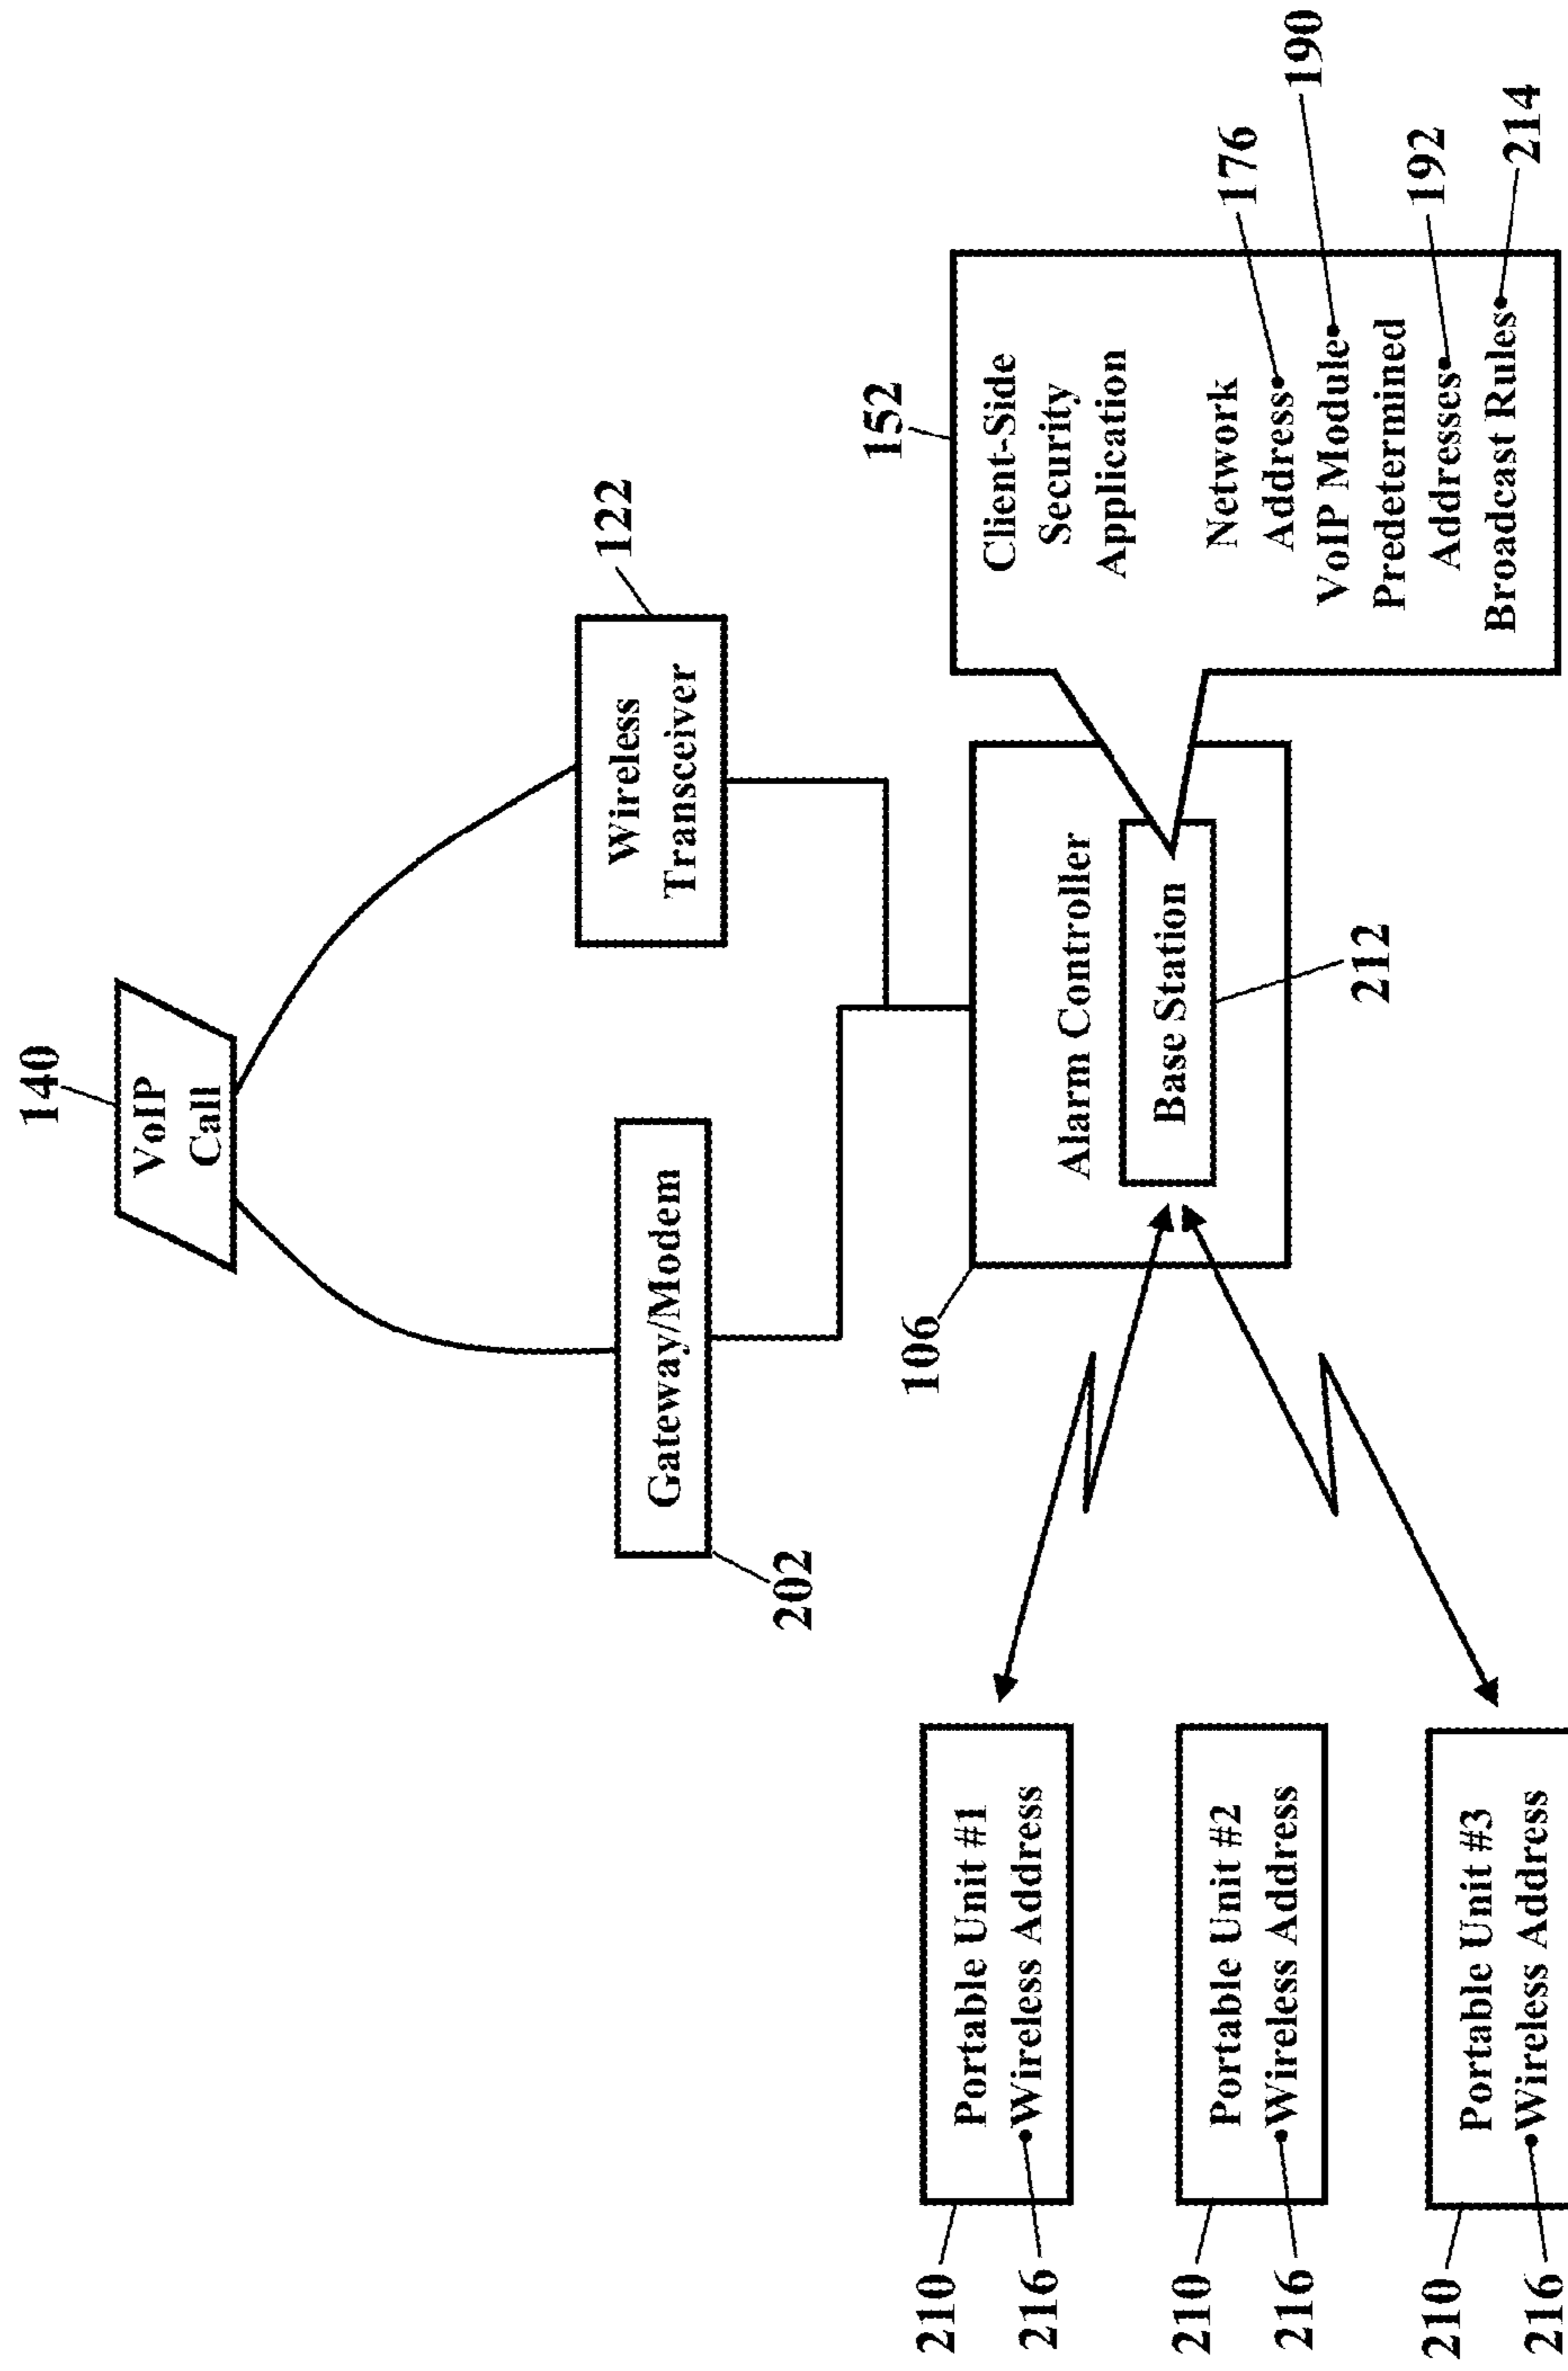 140
VoIP
Call
122
Wireless
Transceiver
Gateway/Modem
202
152
Client-Side
Security
Application
Network
Address
176
VoIP Module
190
Predetermined
Addresses
192
Broadcast Rules
214
106
Alarm Controller
Base Station
212
Portable Unit #1
Wireless Address
210
216
Portable Unit #2
Wireless Address
210
216
Portable Unit #3
Wireless Address
210
216